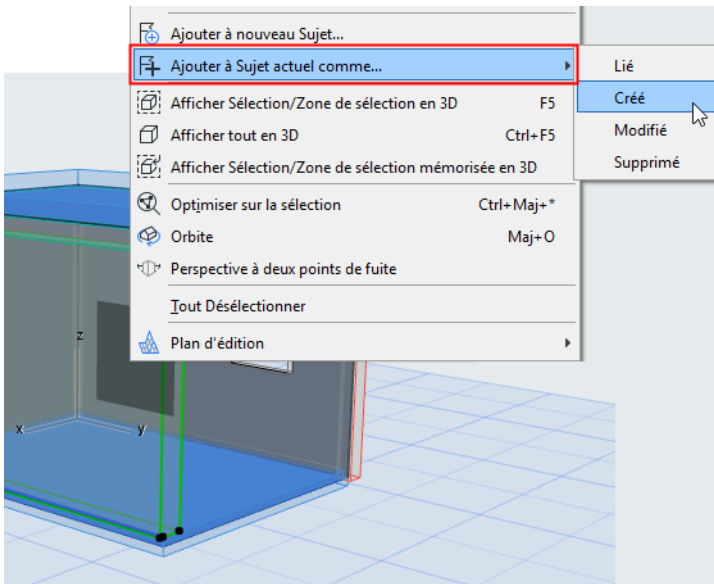 Ajouter à nouveau Sujet...
Ajouter à Sujet actuel comme...
Lié
Créé
Modifié
Supprimé
Afficher Sélection/Zone de sélection en 3D F5
Afficher tout en 3D Ctrl+F5
Afficher Sélection/Zone de sélection mémorisée en 3D
Optimiser sur la sélection Ctrl+Maj+*
Orbite Maj+O
Perspective à deux points de fuite
Tout Désélectionner
Plan d'édition
z
x y